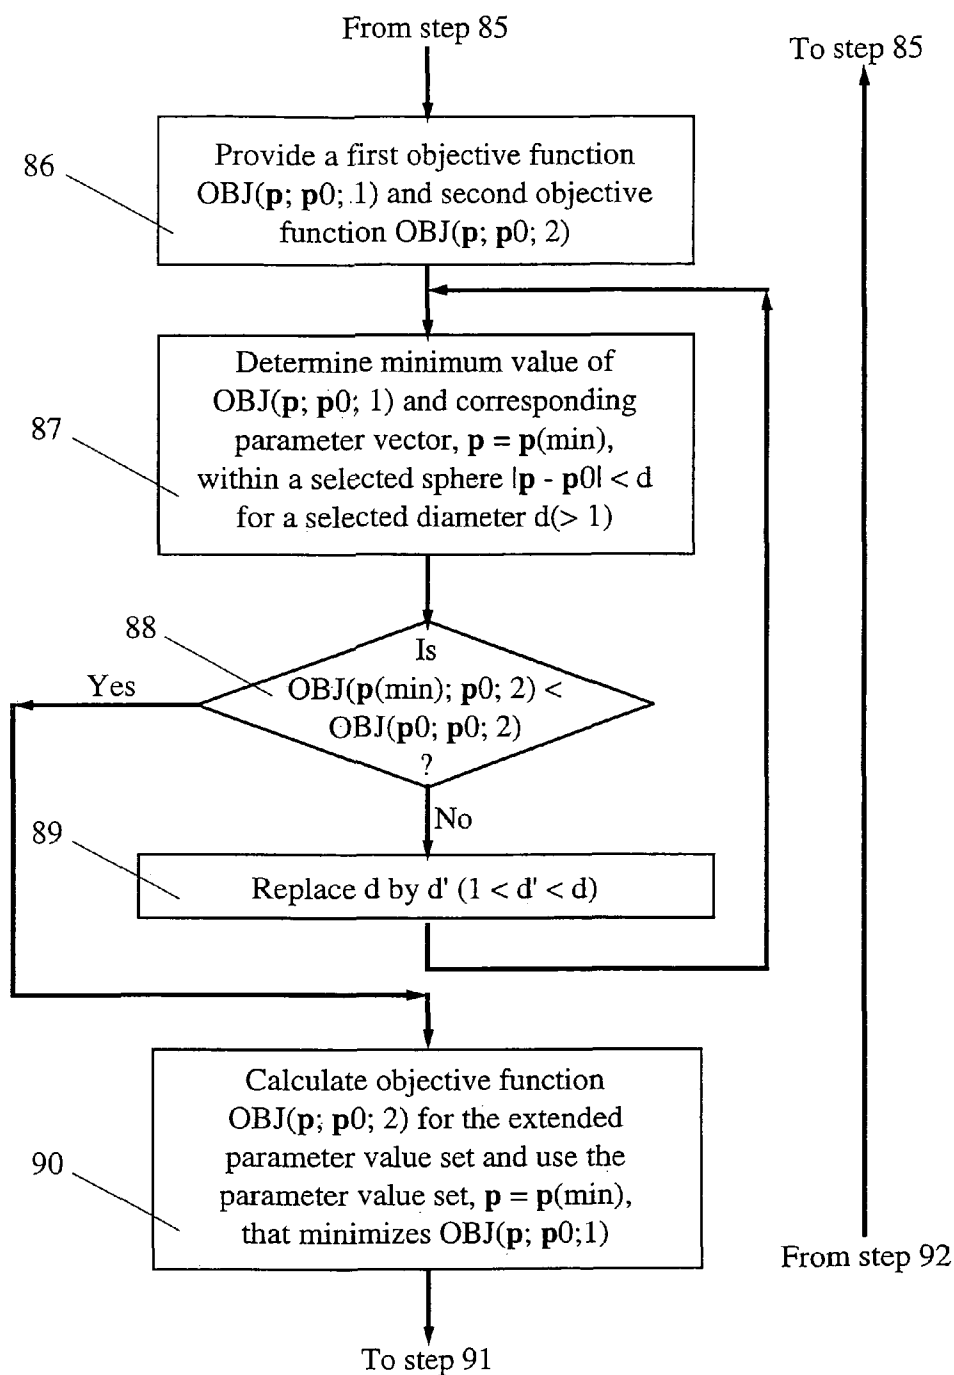 From step 85
To step 85
86
Provide a first objective function
OBJ(p; p0; 1) and second objective
function OBJ(p; p0; 2)
87
Determine minimum value of
OBJ(p; p0; 1) and corresponding
parameter vector, p = p(min),
within a selected sphere |p - p0| < d
for a selected diameter d(> 1)
88
Is
OBJ(p(min); p0; 2) <
OBJ(p0; p0; 2)
?
Yes
No
89
Replace d by d' (1 < d' < d)
90
Calculate objective function
OBJ(p; p0; 2) for the extended
parameter value set and use the
parameter value set, p = p(min),
that minimizes OBJ(p; p0;1)
From step 92
To step 91